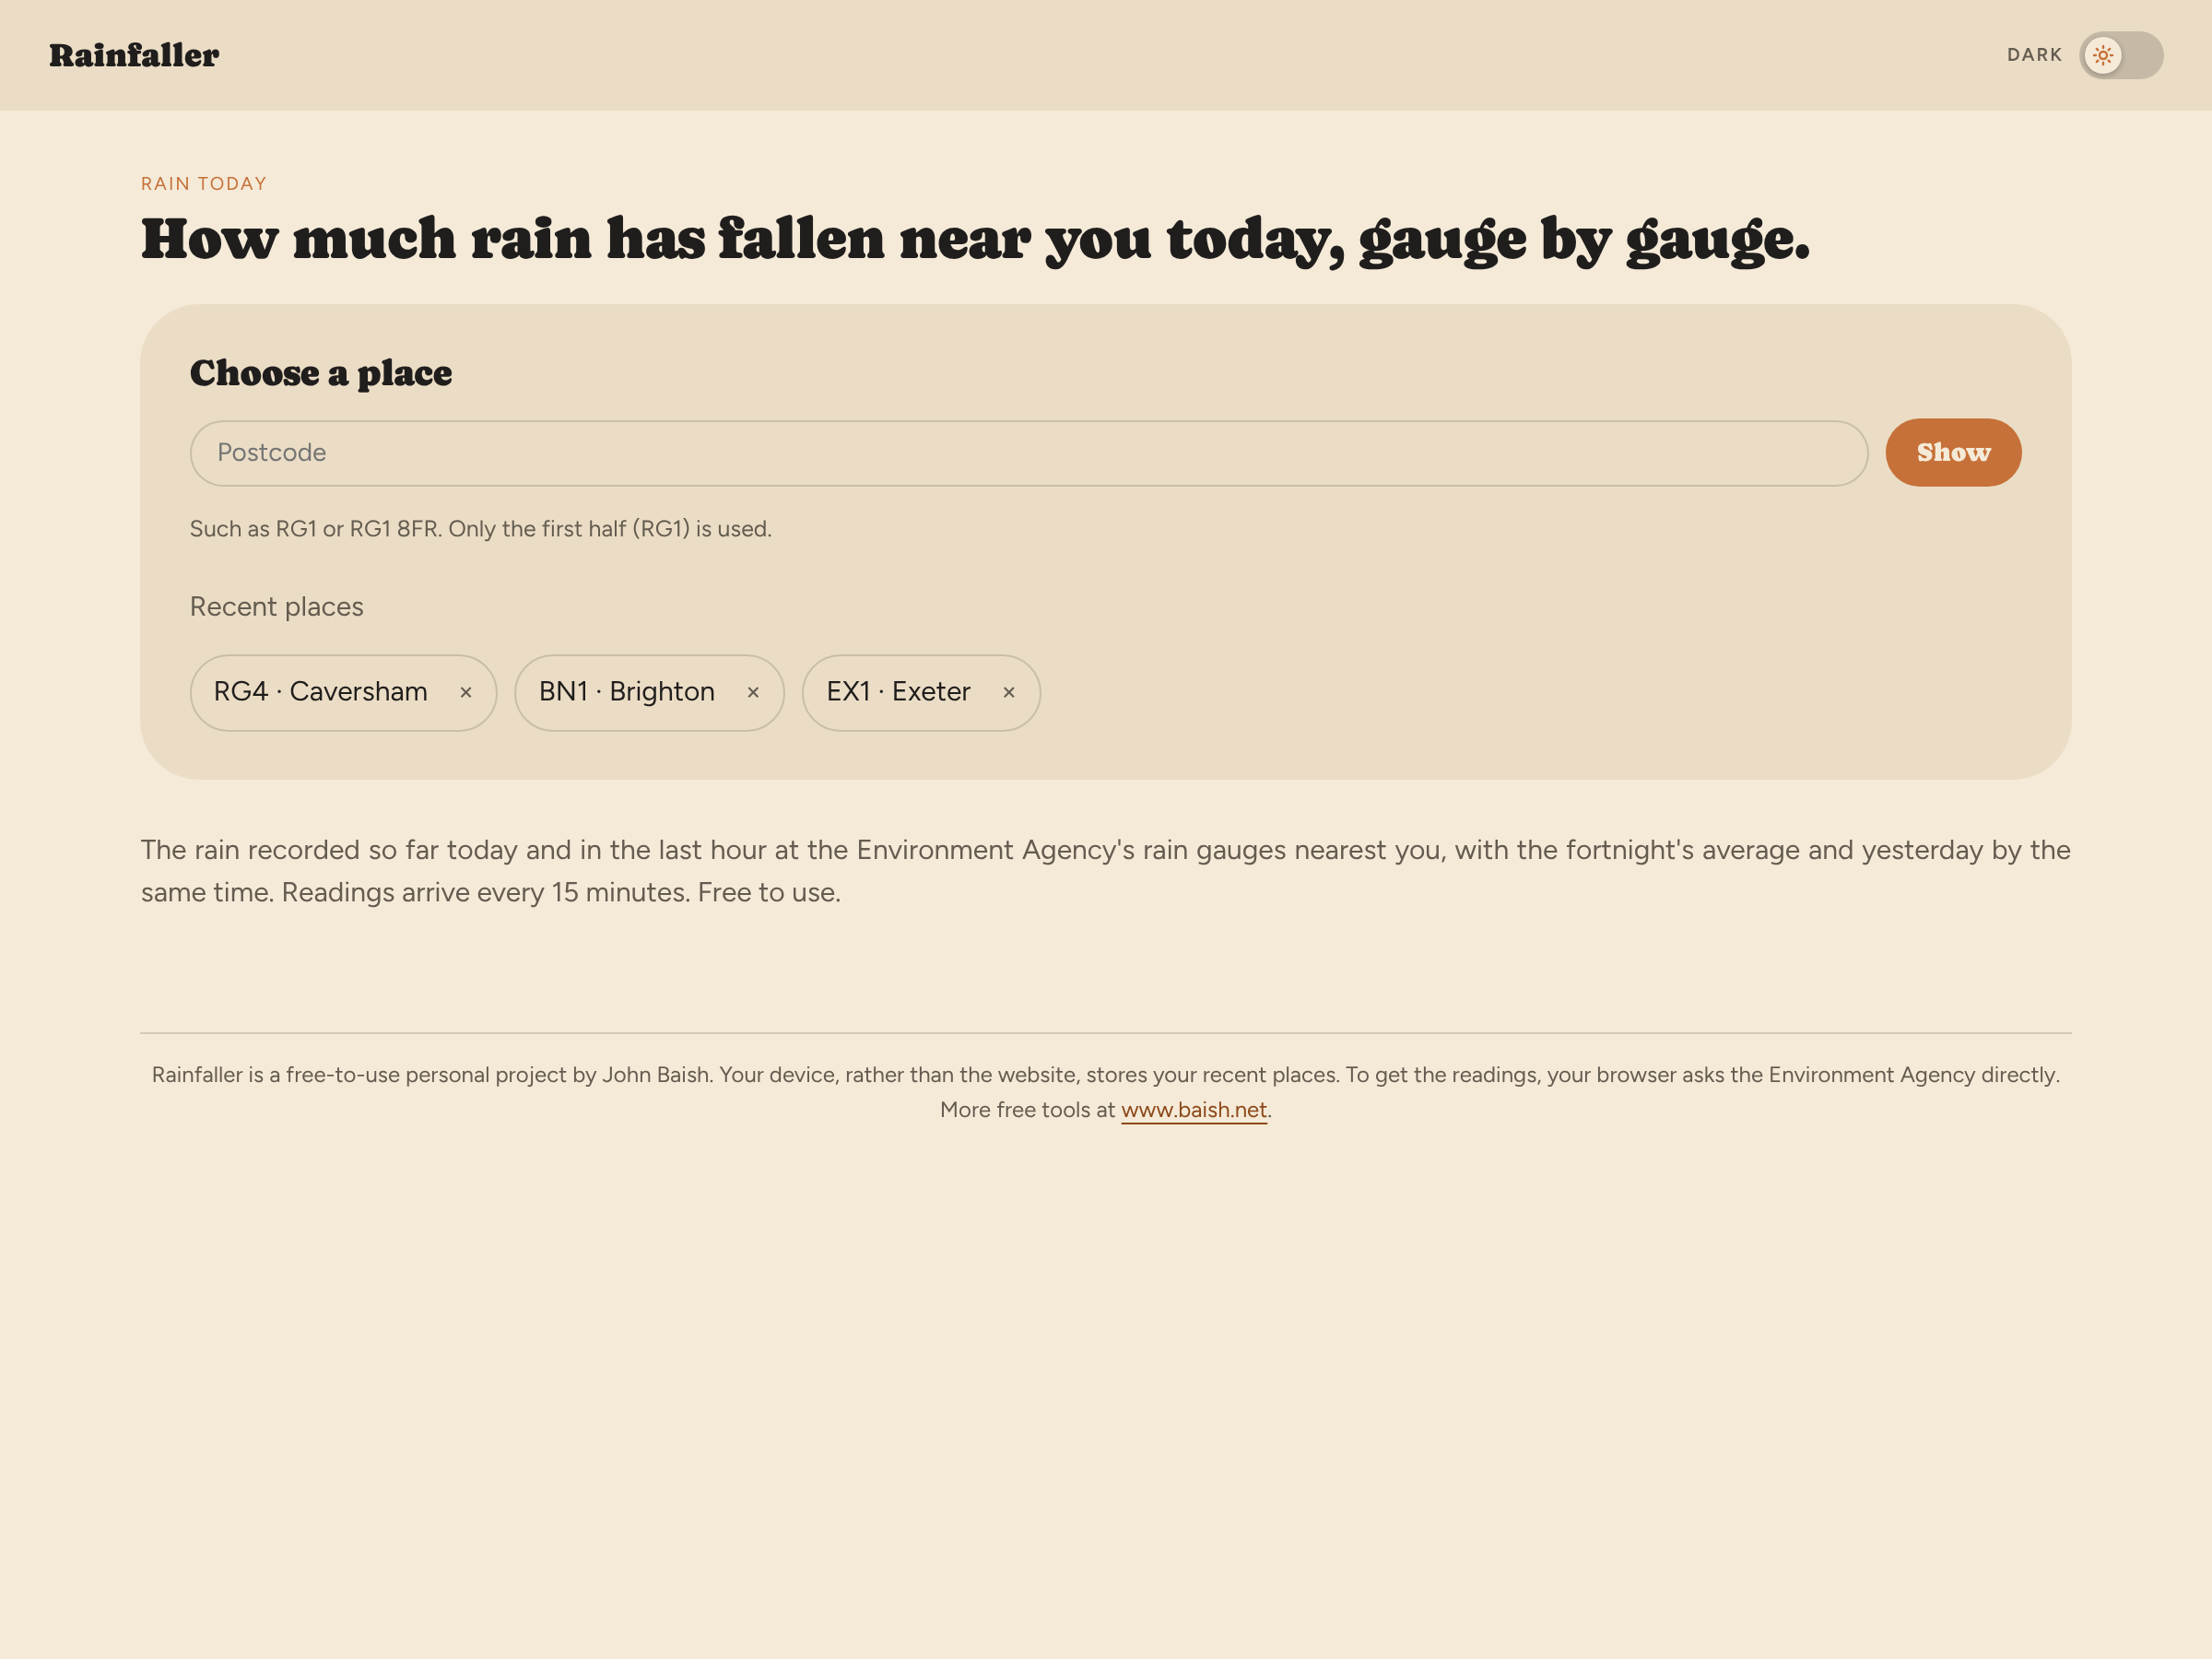 Rainfaller
DARK
RAIN TODAY
How much rain has fallen near you today, gauge by gauge.
Choose a place
Postcode
Show
Such as RG1 or RG1 8FR. Only the first half (RG1) is used.
Recent places
RG4 · Caversham ×
BN1 · Brighton ×
EX1 · Exeter ×
The rain recorded so far today and in the last hour at the Environment Agency's rain gauges nearest you, with the fortnight's average and yesterday by the
same time. Readings arrive every 15 minutes. Free to use.
Rainfaller is a free-to-use personal project by John Baish. Your device, rather than the website, stores your recent places. To get the readings, your browser asks the Environment Agency directly.
More free tools at www.baish.net.